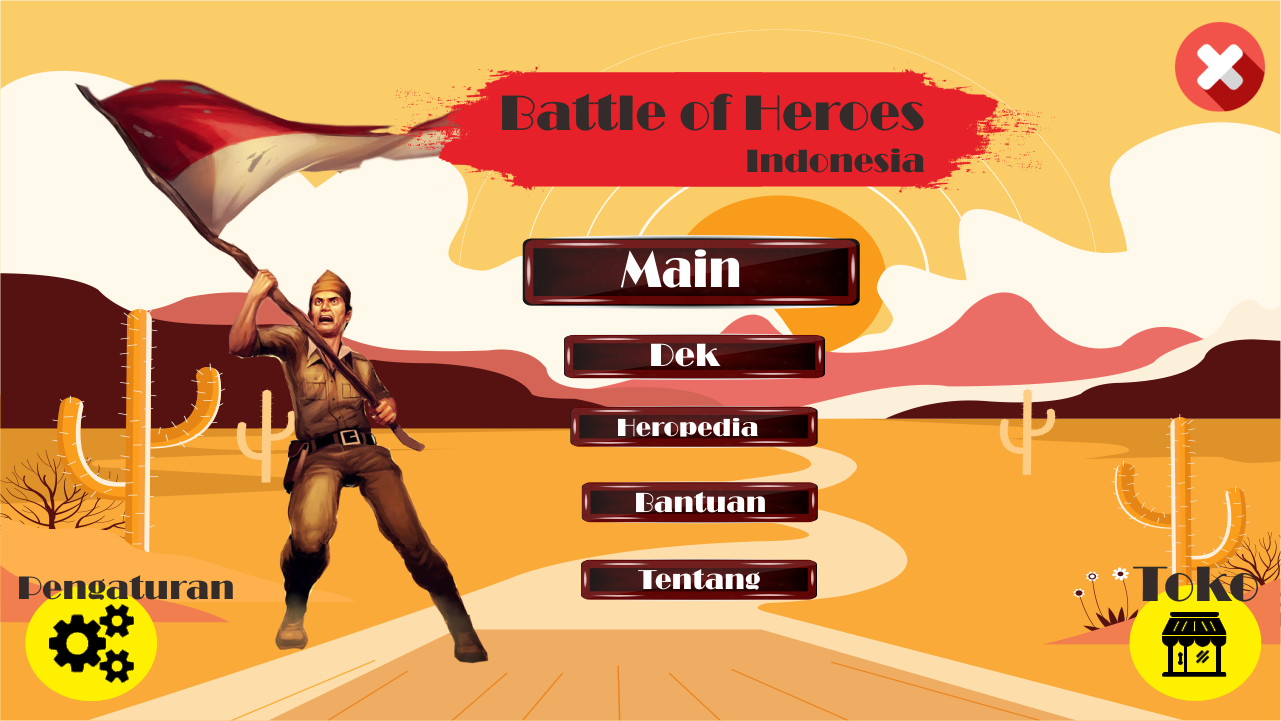 Battle of Heroes
Indonesia
Main
Dek
Heropedia
Bantuan
Tentang
Pengaturan
Toko